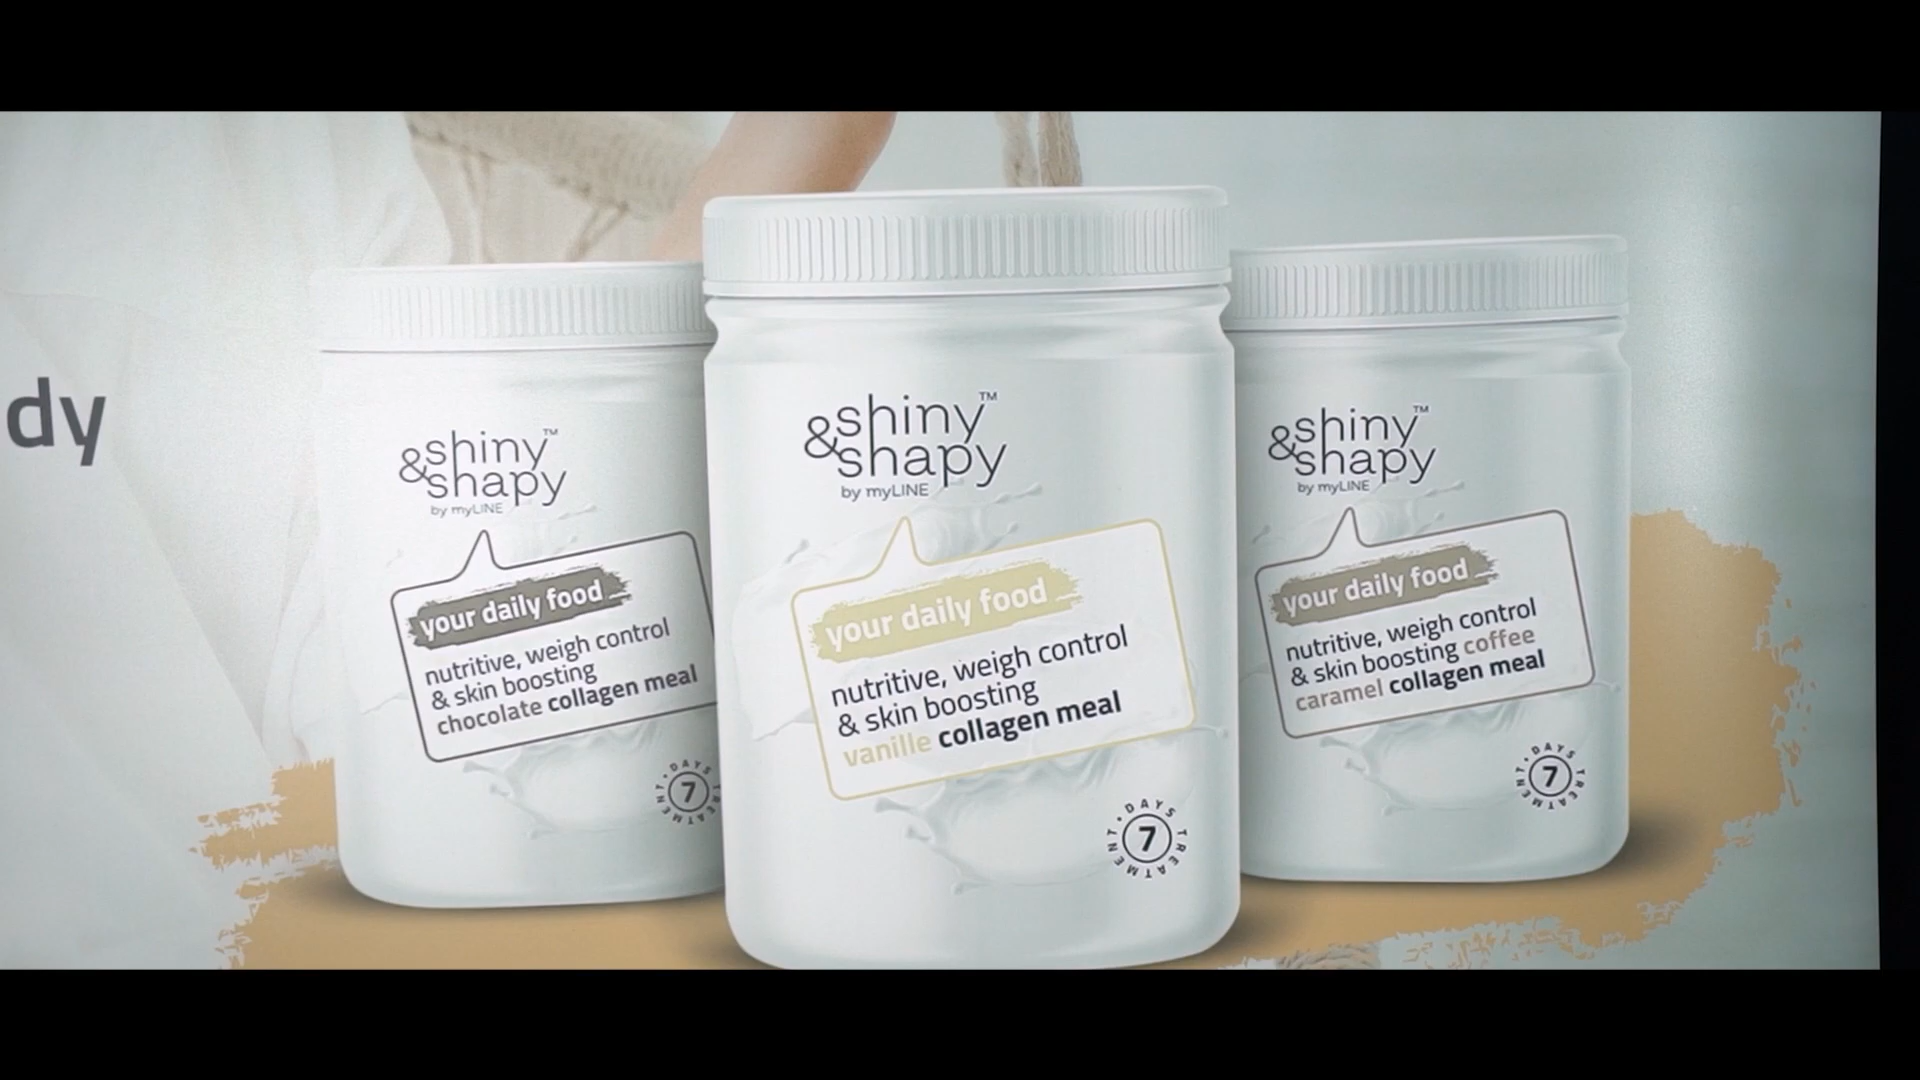 dy
shiny™
&shapy
by myLINE
your daily food
nutritive, weigh control
& skin boosting
chocolate collagen meal
DAYS TREATMENT
7
shiny™
&shapy
by myLINE
your daily food
nutritive, weigh control
& skin boosting
vanille collagen meal
DAYS TREATMENT
7
shiny™
&shapy
by myLINE
your daily food
nutritive, weigh control
& skin boosting coffee
caramel collagen meal
DAYS TREATMENT
7